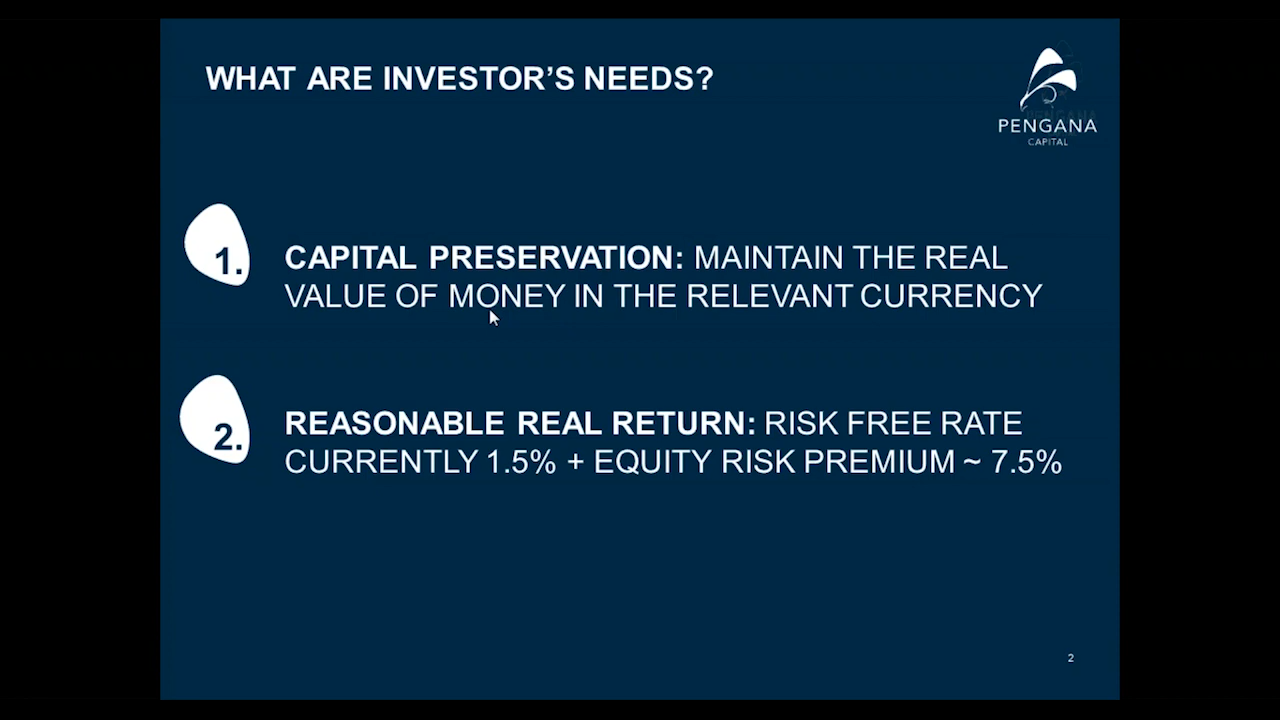 WHAT ARE INVESTOR’S NEEDS?
PENGANA
CAPITAL
1.
CAPITAL PRESERVATION: MAINTAIN THE REAL
VALUE OF MONEY IN THE RELEVANT CURRENCY
2.
REASONABLE REAL RETURN: RISK FREE RATE
CURRENTLY 1.5% + EQUITY RISK PREMIUM ~ 7.5%
2